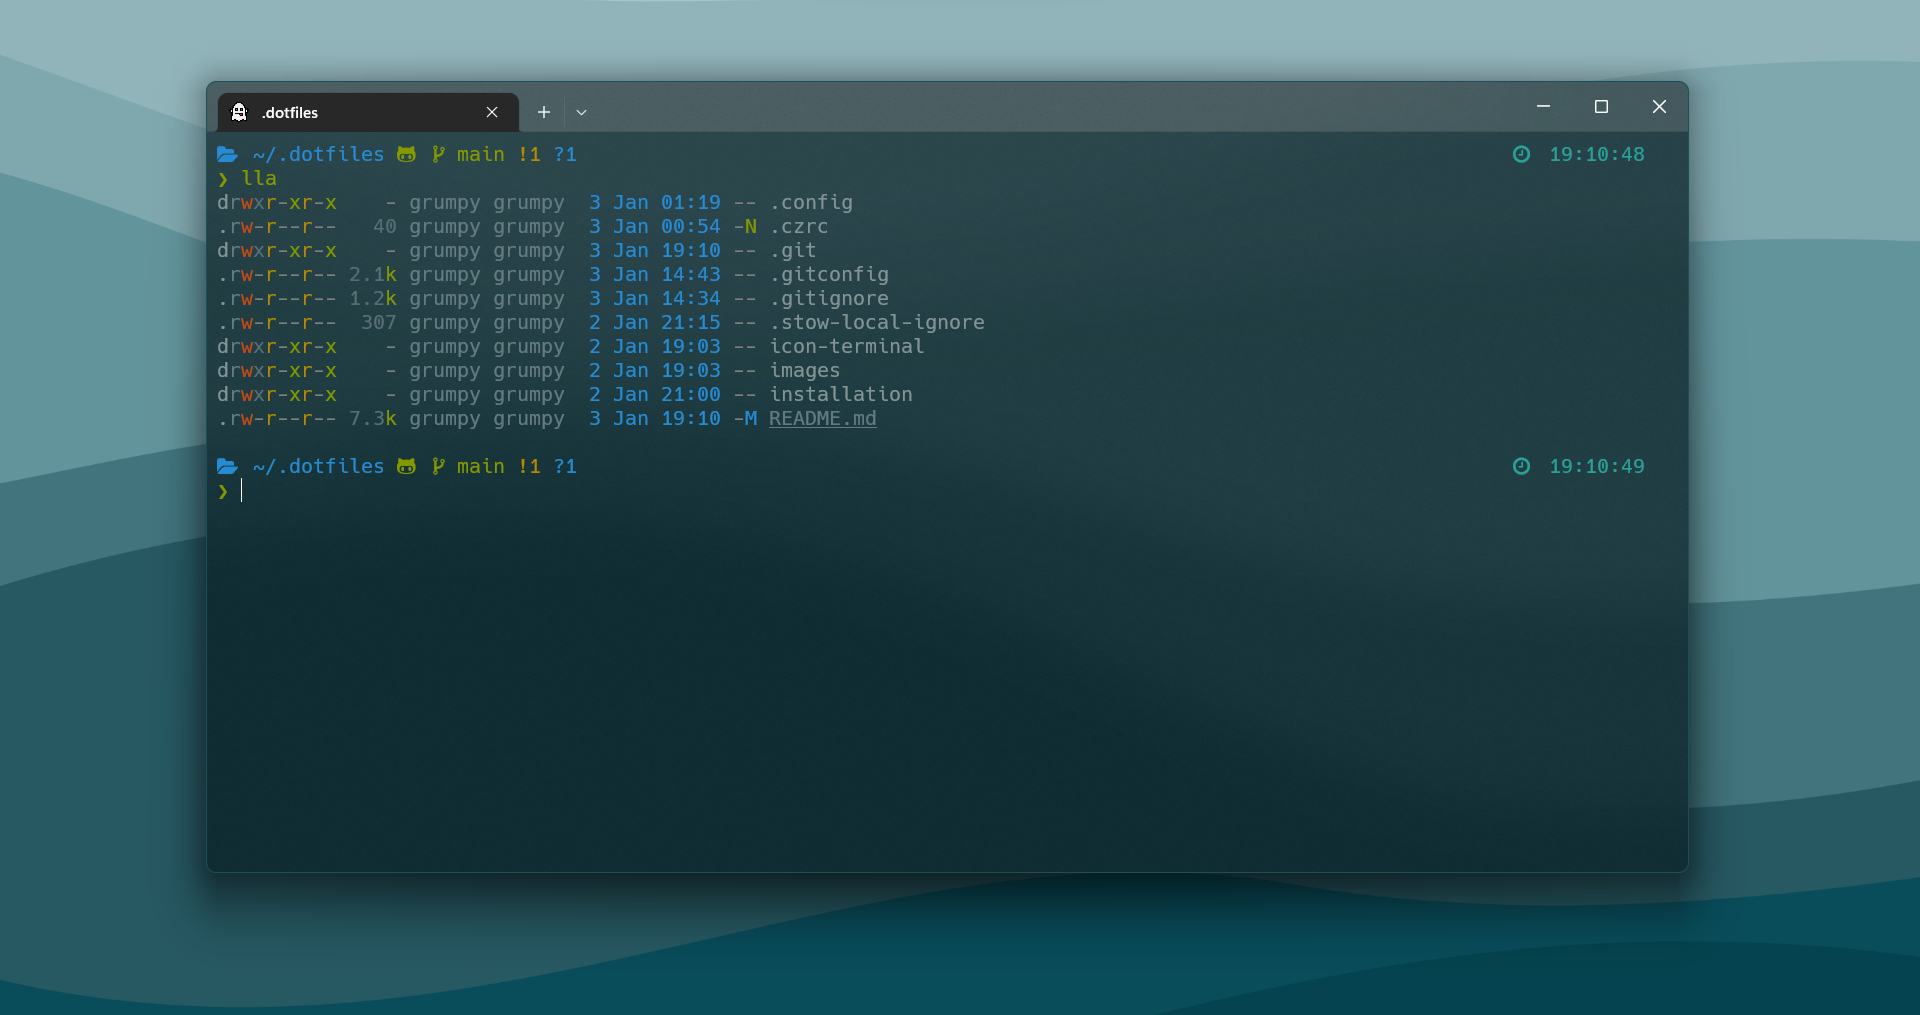 .dotfiles
~/.dotfiles main !1 ?1 19:10:48
❯ lla
drwxr-xr-x - grumpy grumpy 3 Jan 01:19 -- .config
.rw-r--r-- 40 grumpy grumpy 3 Jan 00:54 -N .czrc
drwxr-xr-x - grumpy grumpy 3 Jan 19:10 -- .git
.rw-r--r-- 2.1k grumpy grumpy 3 Jan 14:43 -- .gitconfig
.rw-r--r-- 1.2k grumpy grumpy 3 Jan 14:34 -- .gitignore
.rw-r--r-- 307 grumpy grumpy 2 Jan 21:15 -- .stow-local-ignore
drwxr-xr-x - grumpy grumpy 2 Jan 19:03 -- icon-terminal
drwxr-xr-x - grumpy grumpy 2 Jan 19:03 -- images
drwxr-xr-x - grumpy grumpy 2 Jan 21:00 -- installation
.rw-r--r-- 7.3k grumpy grumpy 3 Jan 19:10 -M README.md
~/.dotfiles main !1 ?1 19:10:49
❯